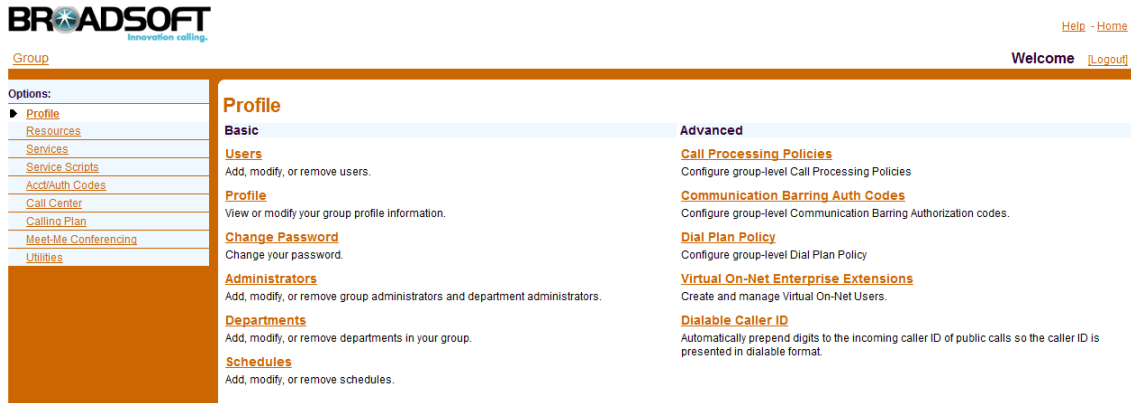 BROADSOFT
Innovation calling.
Help - Home
Group
Welcome [Logout]
Options:
Profile
Resources
Services
Service Scripts
Acct/Auth Codes
Call Center
Calling Plan
Meet-Me Conferencing
Utilities
Profile
Basic
Users
Add, modify, or remove users.
Profile
View or modify your group profile information.
Change Password
Change your password.
Administrators
Add, modify, or remove group administrators and department administrators.
Departments
Add, modify, or remove departments in your group.
Schedules
Add, modify, or remove schedules.
Advanced
Call Processing Policies
Configure group-level Call Processing Policies
Communication Barring Auth Codes
Configure group-level Communication Barring Authorization codes.
Dial Plan Policy
Configure group-level Dial Plan Policy
Virtual On-Net Enterprise Extensions
Create and manage Virtual On-Net Users.
Dialable Caller ID
Automatically prepend digits to the incoming caller ID of public calls so the caller ID is
presented in dialable format.